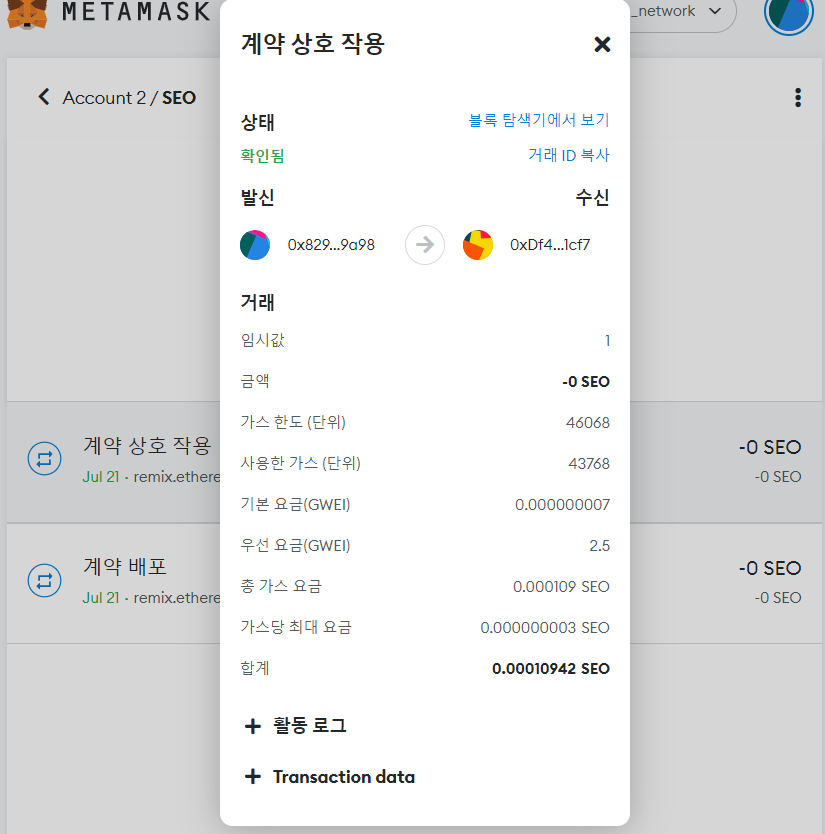 METAMASK
_network
계약 상호 작용
Account 2 / SEO
상태
블록 탐색기에서 보기
확인됨
거래 ID 복사
발신
수신
0x829...9a98
0xDf4...1cf7
거래
임시값
1
금액
-0 SEO
가스 한도 (단위)
46068
사용한 가스 (단위)
43768
기본 요금(GWEI)
0.000000007
우선 요금(GWEI)
2.5
총 가스 요금
0.000109 SEO
가스당 최대 요금
0.000000003 SEO
합계
0.00010942 SEO
+ 활동 로그
+ Transaction data
계약 상호 작용
-0 SEO
Jul 21 · remix.ethere
-0 SEO
계약 배포
-0 SEO
Jul 21 · remix.ethere
-0 SEO